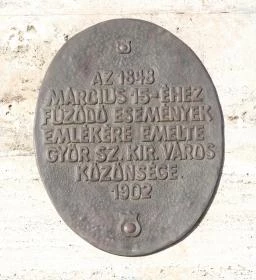 AZ 1848
MÁRCIUS 15-ÉHEZ
FŰZŐDŐ ESEMÉNYEK
EMLÉKÉRE EMELTE
GYŐR SZ. KIR. VÁROS
KÖZÖNSÉGE.
1902